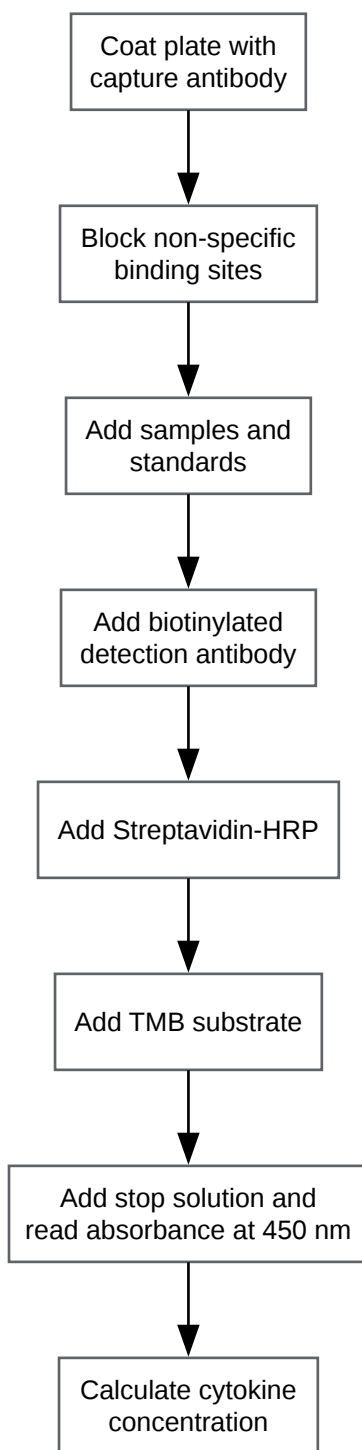 Coat plate with
capture antibody
Block non-specific
binding sites
Add samples and
standards
Add biotinylated
detection antibody
Add Streptavidin-HRP
Add TMB substrate
Add stop solution and
read absorbance at 450 nm
Calculate cytokine
concentration